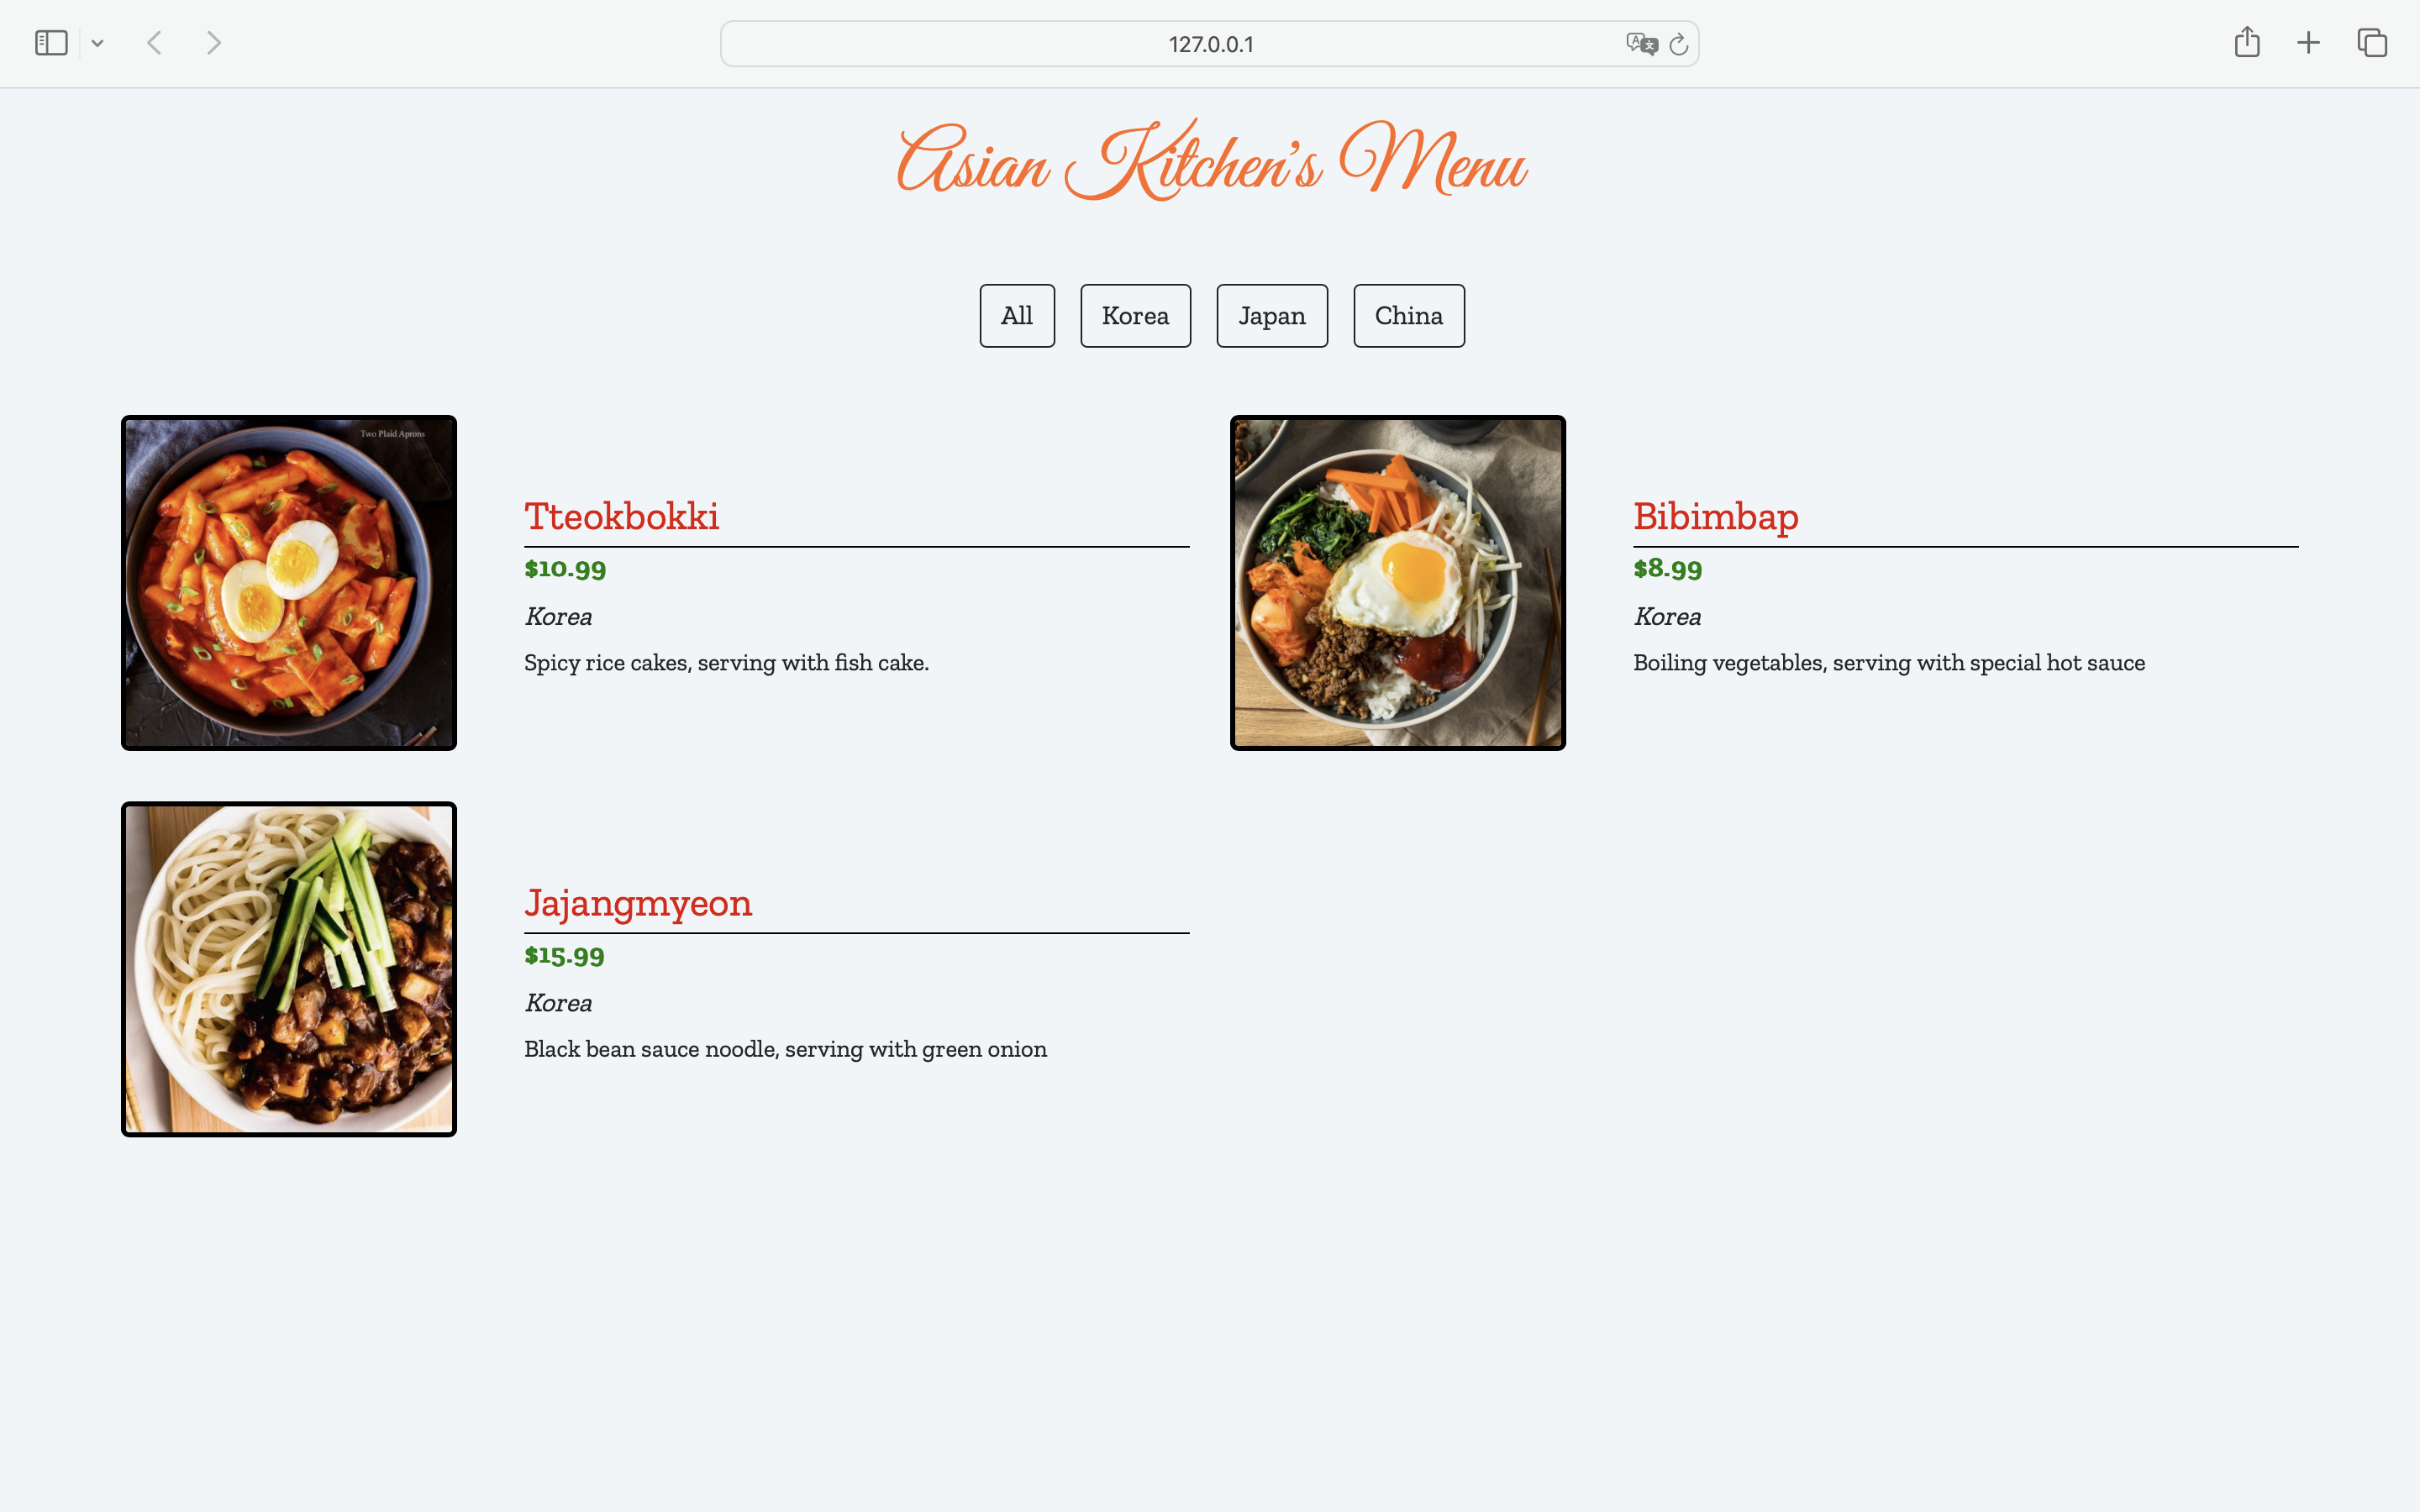 127.0.0.1
Asian Kitchen's Menu
All
Korea
Japan
China
Two Plaid Aprons
Tteokbokki
$10.99
Korea
Spicy rice cakes, serving with fish cake.
Bibimbap
$8.99
Korea
Boiling vegetables, serving with special hot sauce
Jajangmyeon
$15.99
Korea
Black bean sauce noodle, serving with green onion